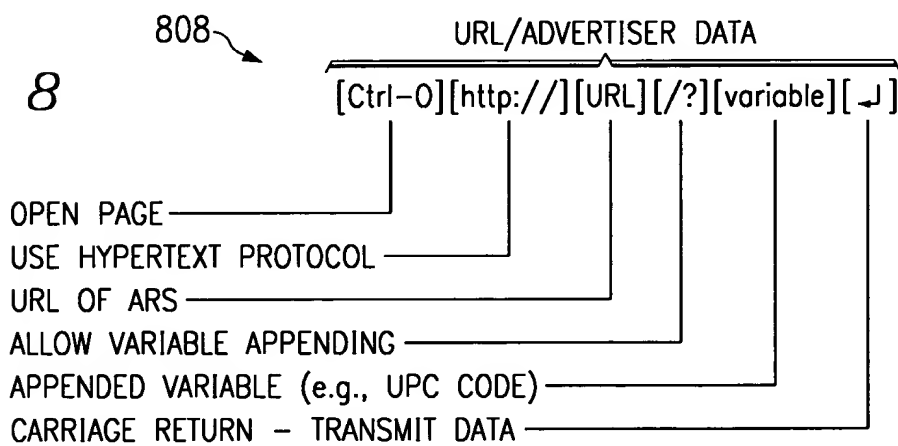 808
URL/ADVERTISER DATA
8
[Ctrl-O][http://][URL][/?][variable][↵]
OPEN PAGE
USE HYPERTEXT PROTOCOL
URL OF ARS
ALLOW VARIABLE APPENDING
APPENDED VARIABLE (e.g., UPC CODE)
CARRIAGE RETURN – TRANSMIT DATA